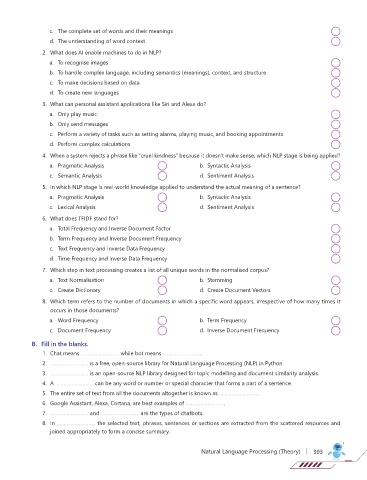 c. The complete set of words and their meanings
d. The understanding of word context
2. What does AI enable machines to do in NLP?
a. To recognise images
b. To handle complex language, including semantics (meanings), context, and structure
c. To make decisions based on data
d. To create new languages
3. What can personal assistant applications like Siri and Alexa do?
a. Only play music
b. Only send messages
c. Perform a variety of tasks such as setting alarms, playing music, and booking appointments
d. Perform complex calculations
4. When a system rejects a phrase like "cruel kindness" because it doesn't make sense, which NLP stage is being applied?
a. Pragmatic Analysis b. Syntactic Analysis
c. Semantic Analysis d. Sentiment Analysis
5. In which NLP stage is real-world knowledge applied to understand the actual meaning of a sentence?
a. Pragmatic Analysis b. Syntactic Analysis
c. Lexical Analysis d. Sentiment Analysis
6. What does TFIDF stand for?
a. Total Frequency and Inverse Document Factor
b. Term Frequency and Inverse Document Frequency
c. Text Frequency and Inverse Data Frequency
d. Time Frequency and Inverse Data Frequency
7. Which step in text processing creates a list of all unique words in the normalised corpus?
a. Text Normalisation b. Stemming
c. Create Dictionary d. Create Document Vectors
8. Which term refers to the number of documents in which a specific word appears, irrespective of how many times it
occurs in those documents?
a. Word Frequency b. Term Frequency
c. Document Frequency d. Inverse Document Frequency
B. Fill in the blanks.
1. Chat means ........................ while bot means ........................
2. ........................ is a free, open-source library for Natural Language Processing (NLP) in Python.
3. ........................ is an open-source NLP library designed for topic modelling and document similarity analysis.
4. A ........................ can be any word or number or special character that forms a part of a sentence.
5. The entire set of text from all the documents altogether is known as ........................
6. Google Assistant, Alexa, Cortana, are best examples of ........................
7. ........................ and ........................ are the types of chatbots.
8. In ........................ the selected text, phrases, sentences or sections are extracted from the scattered resources and
joined appropriately to form a concise summary.
Natural Language Processing (Theory) | 393